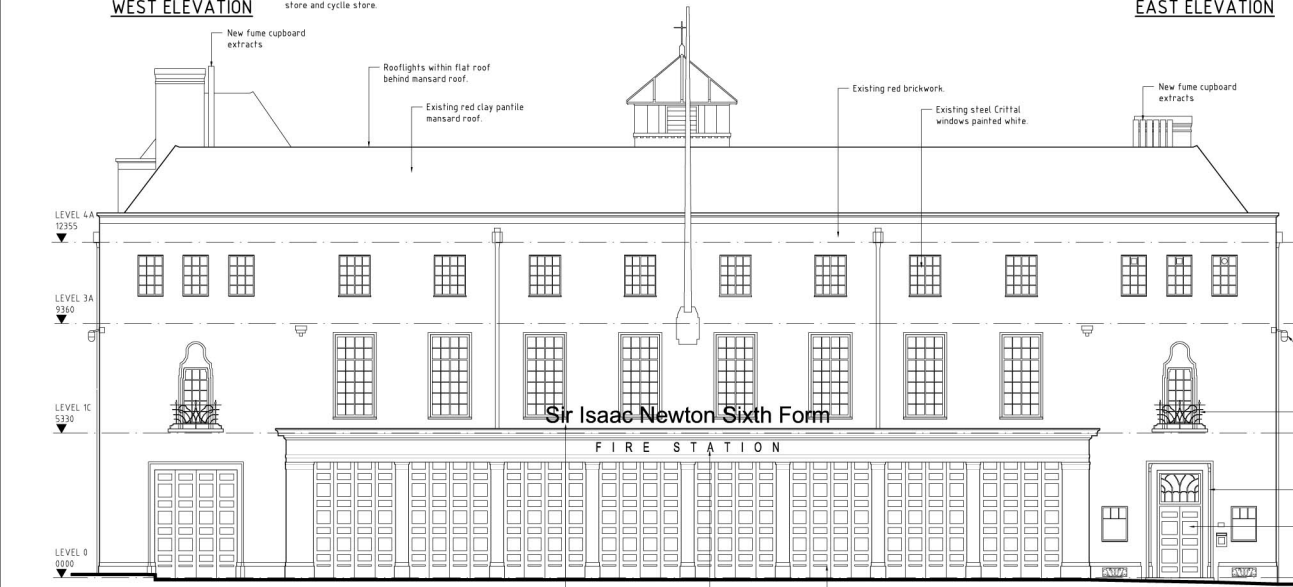 WEST ELEVATION
store and cyclle store.
EAST ELEVATION
New fume cupboard
extracts
Rooflights within flat roof
behind mansard roof.
Existing red clay pantile
mansard roof.
Existing red brickwork.
Existing steel Crittal
windows painted white.
New fume cupboard
extracts
LEVEL 4A
12355
LEVEL 3A
9360
LEVEL 1C
5330
Sir Isaac Newton Sixth Form
FIRE STATION
LEVEL 0
0000